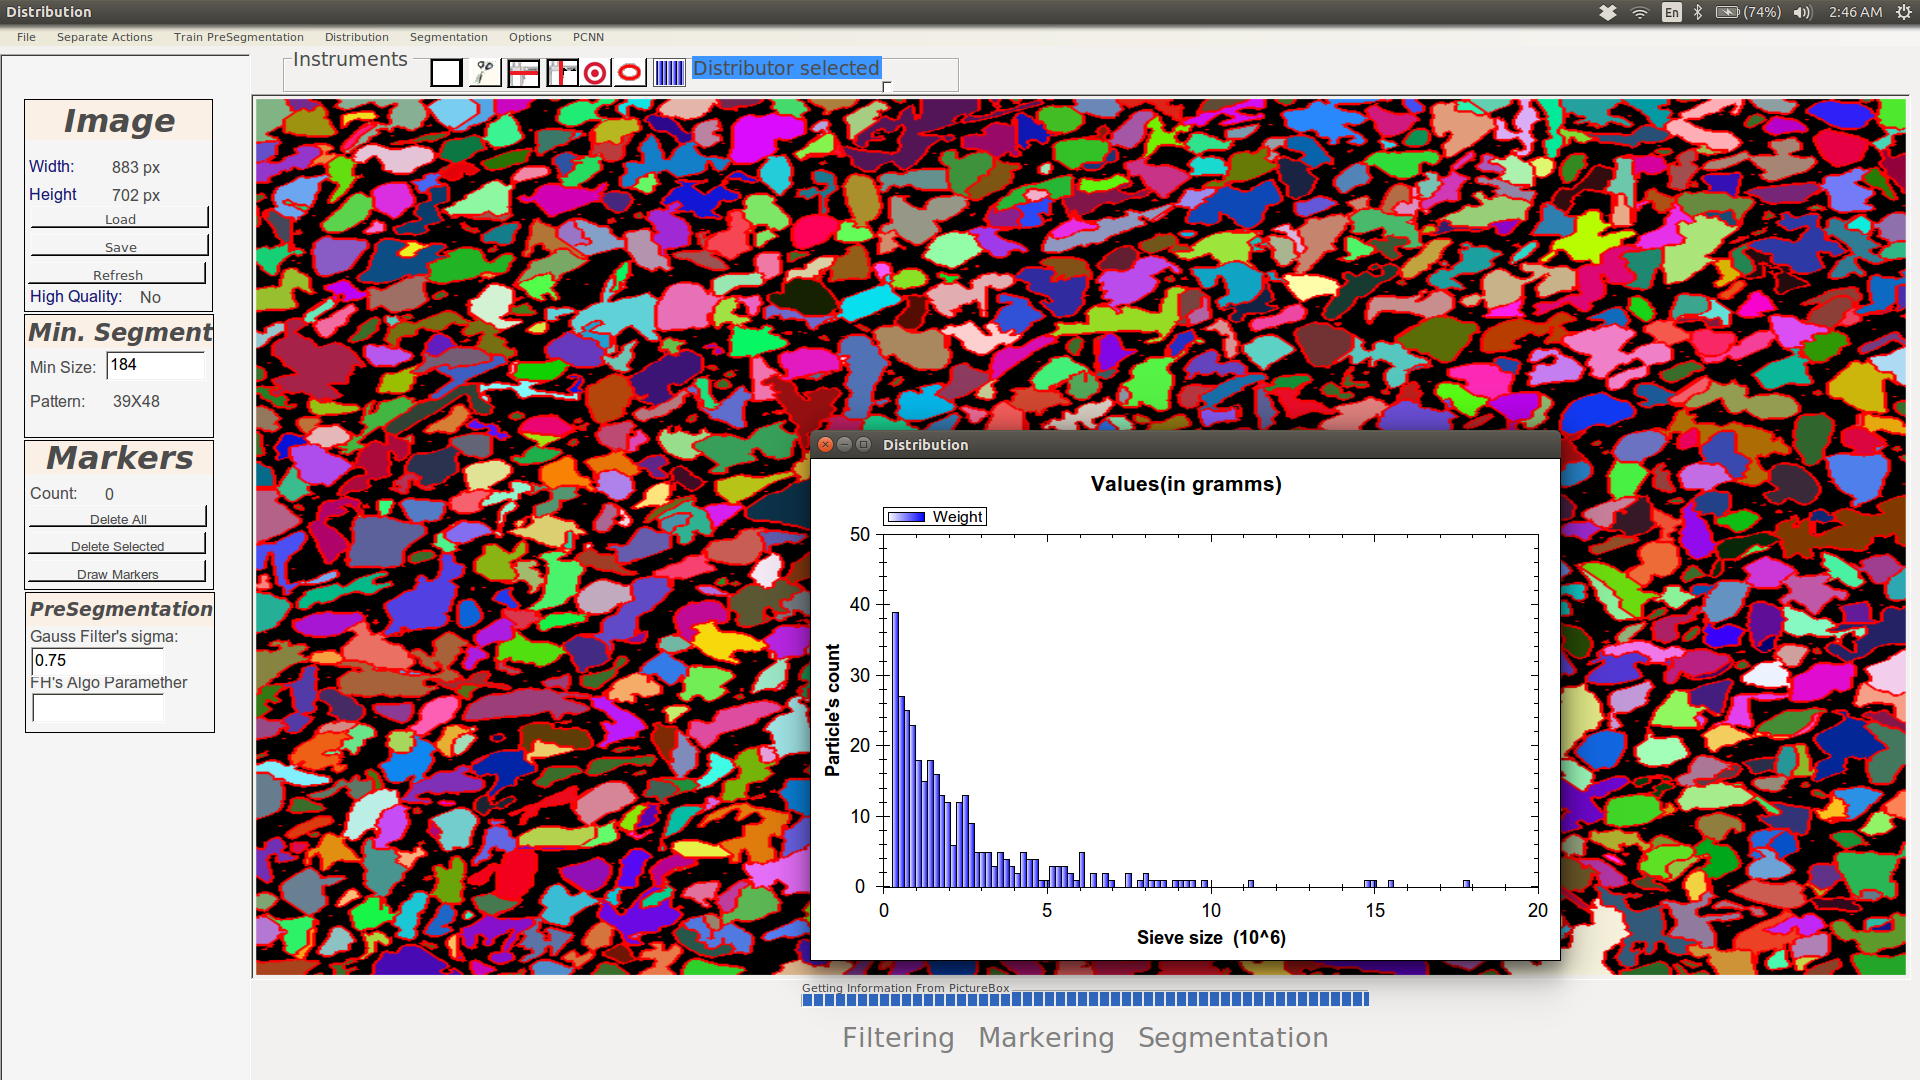 Distribution
En (74%) 2:46 AM
File Separate Actions Train PreSegmentation Distribution Segmentation Options PCNN
Instruments
Distributor selected
Image
Width: 883 px
Height 702 px
Load
Save
Refresh
High Quality: No
Min. Segment
Min Size: 184
Pattern: 39X48
Markers
Count: 0
Delete All
Delete Selected
Draw Markers
PreSegmentation
Gauss Filter's sigma:
0.75
FH's Algo Paramether
Distribution
Values(in gramms)
Weight
50
40
30
20
10
0
Particle's count
0 5 10 15 20
Sieve size (10^6)
Getting Information From PictureBox
Filtering Markering Segmentation